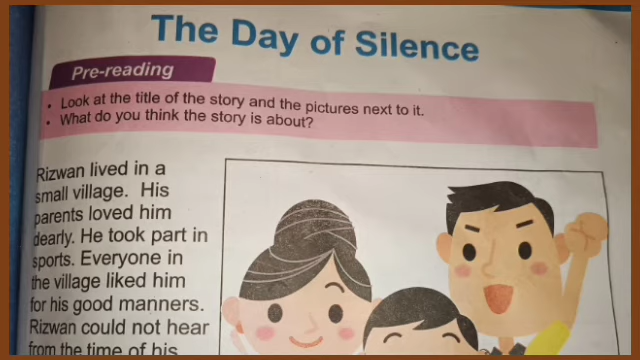 The Day of Silence
Pre-reading
• Look at the title of the story and the pictures next to it.
• What do you think the story is about?
Rizwan lived in a
small village. His
parents loved him
dearly. He took part in
sports. Everyone in
the village liked him
for his good manners.
Rizwan could not hear
from the time of his